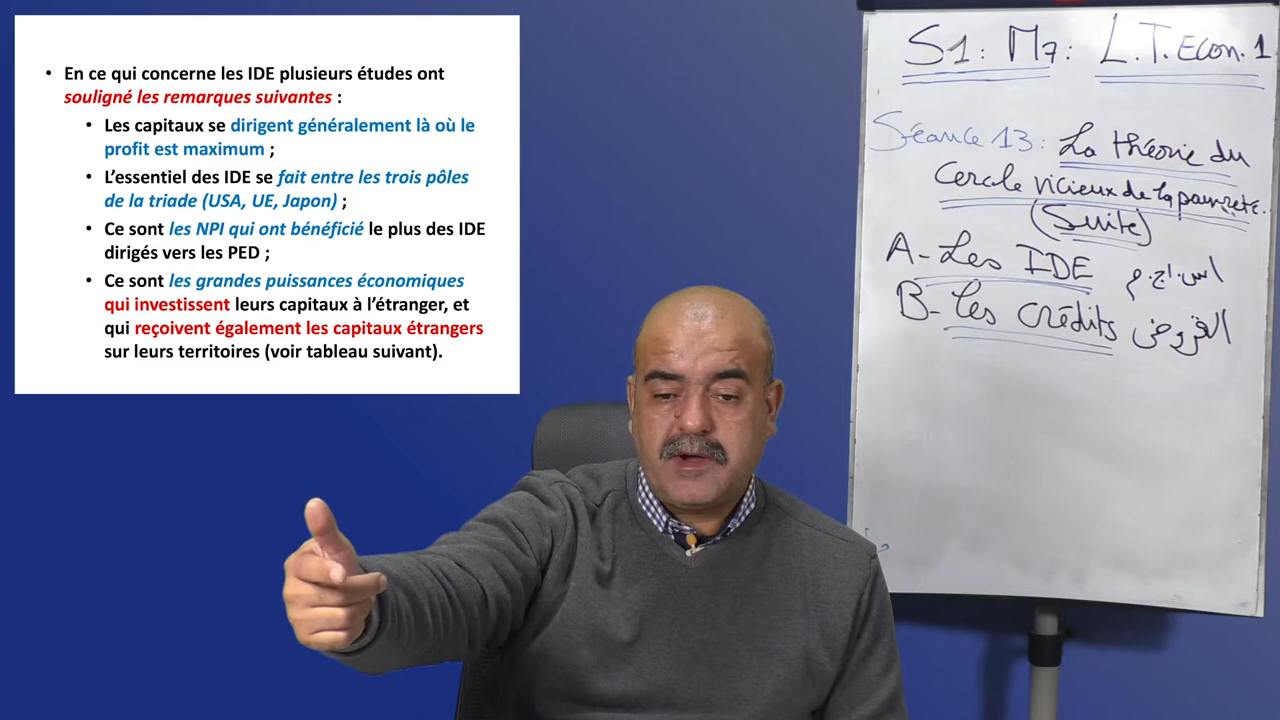 • En ce qui concerne les IDE plusieurs études ont
souligné les remarques suivantes :
• Les capitaux se dirigent généralement là où le
profit est maximum ;
• L’essentiel des IDE se fait entre les trois pôles
de la triade (USA, UE, Japon) ;
• Ce sont les NPI qui ont bénéficié le plus des IDE
dirigés vers les PED ;
• Ce sont les grandes puissances économiques
qui investissent leurs capitaux à l’étranger, et
qui reçoivent également les capitaux étrangers
sur leurs territoires (voir tableau suivant).
S1: M7: L.T.Econ.1
Séance 13: La théorie du
Cercle vicieux de la pauvreté.
(Suite)
A- Les IDE اس.اج.م
B- Les crédits القروض